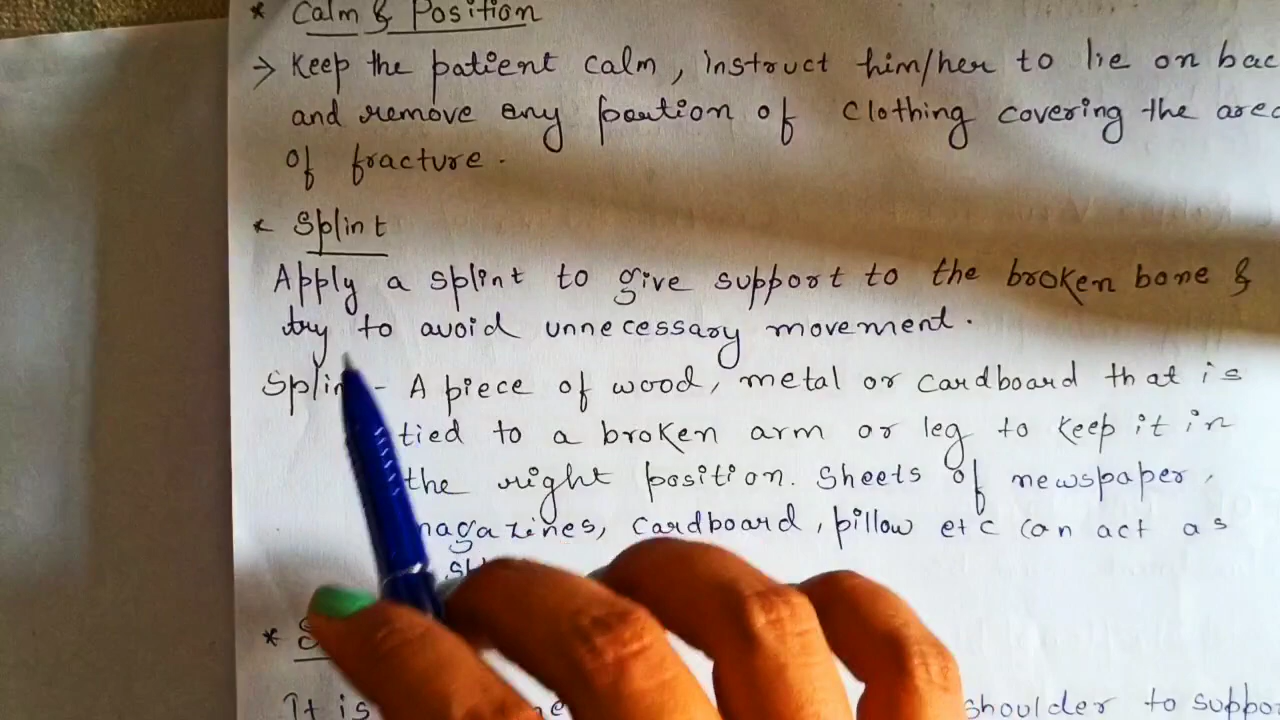 * Calm & Position
→ Keep the patient calm, instruct him/her to lie on bac
and remove any portion of clothing covering the area
of fracture.
* Splint
Apply a splint to give support to the broken bone &
try to avoid unnecessary movement.
Splin - A piece of wood, metal or cardboard that is
tied to a broken arm or leg to keep it in
the right position. Sheets of newspaper,
magazines, cardboard, pillow etc can act as
*
It is shoulder to suppo